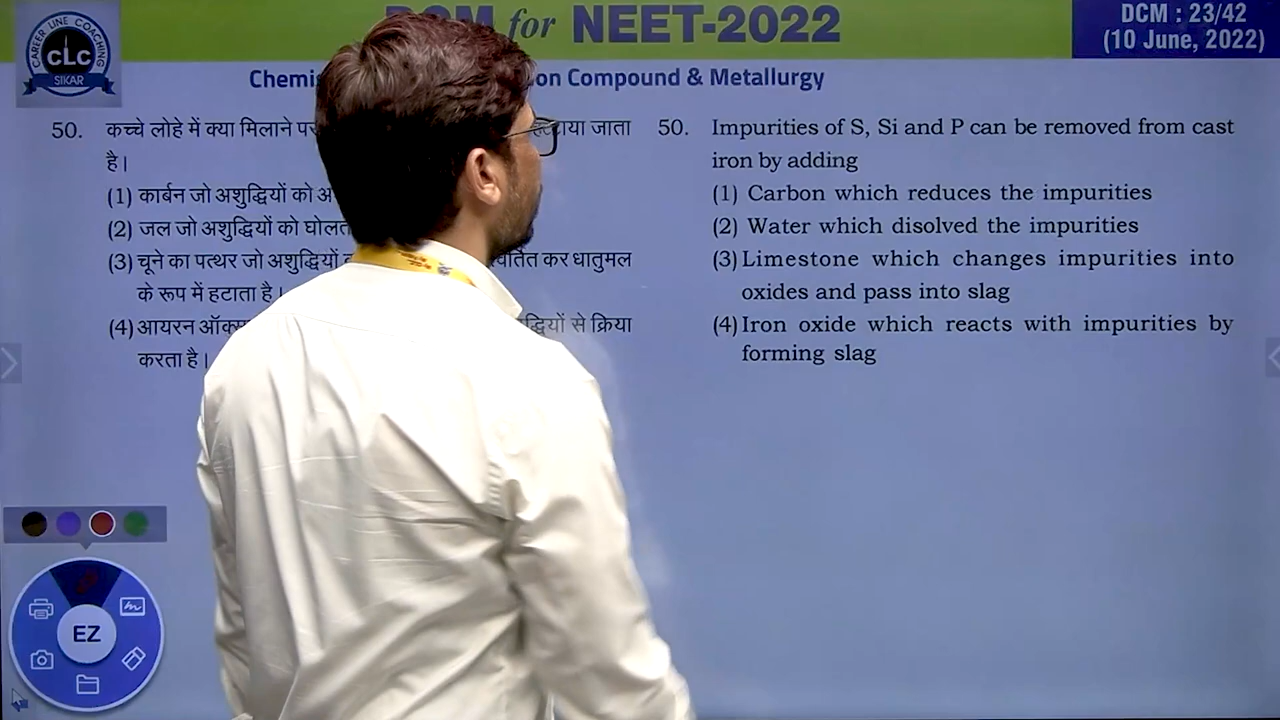 for NEET-2022
DCM : 23/42
(10 June, 2022)
CAREER LINE COACHING
CLC
SIKAR
on Compound & Metallurgy
50. कच्चे लोहे में क्या मिलाने जाता
है।
(1) कार्बन जो अशुद्धियों को
(2) जल जो अशुद्धियों को
(3) चूने का पत्थर जो अशुद्धियों कर धातुमल
के रूप में हटाता है।
(4) आयरन से क्रिया
करता है।
50. Impurities of S, Si and P can be removed from cast
iron by adding
(1) Carbon which reduces the impurities
(2) Water which disolved the impurities
(3) Limestone which changes impurities into
oxides and pass into slag
(4) Iron oxide which reacts with impurities by
forming slag
EZ